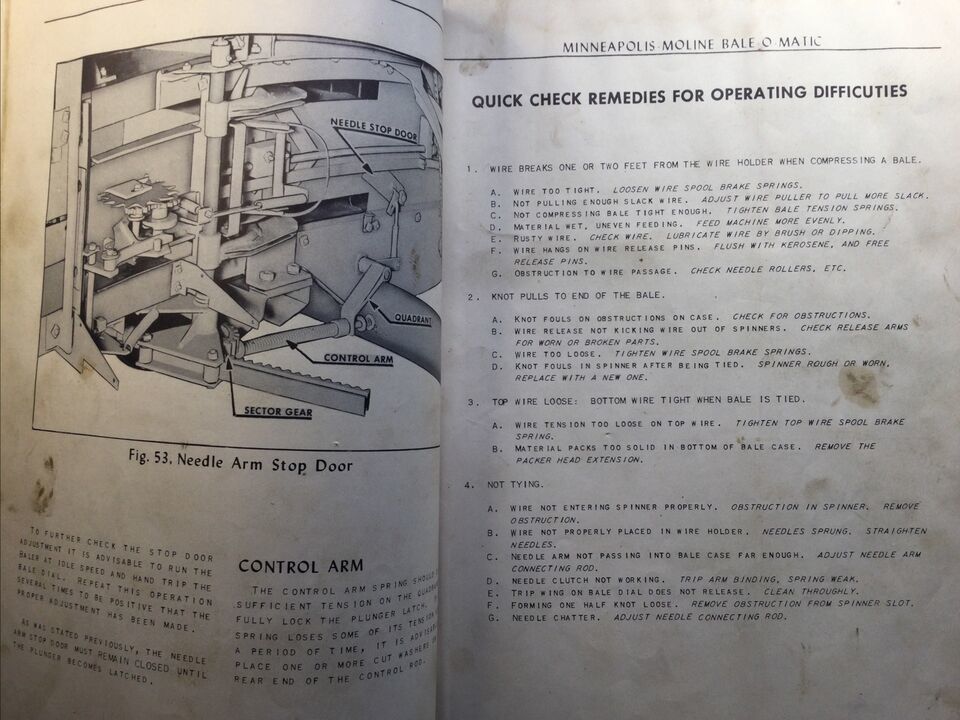 NEEDLE STOP DOOR
QUADRANT
CONTROL ARM
SECTOR GEAR
Fig. 53, Needle Arm Stop Door
TO FURTHER CHECK THE STOP DOOR
ADJUSTMENT IT IS ADVISABLE TO RUN THE
BALER AT IDLE SPEED AND HAND TRIP THE
BALE DIAL. REPEAT THIS OPERATION
SEVERAL TIMES TO BE POSITIVE THAT THE
PROPER ADJUSTMENT HAS BEEN MADE.
AS WAS STATED PREVIOUSLY, THE NEEDLE
ARM STOP DOOR MUST REMAIN CLOSED UNTIL
THE PLUNGER BECOMES LATCHED.
CONTROL ARM
THE CONTROL ARM SPRING SHOULD
SUFFICIENT TENSION ON THE
FULLY LOCK THE PLUNGER LATCH.
SPRING LOSES SOME OF ITS TENSION
A PERIOD OF TIME, IT IS
PLACE ONE OR MORE CUT WASHERS
REAR END OF THE CONTROL ROD.
MINNEAPOLIS-MOLINE BALE-O-MATIC
QUICK CHECK REMEDIES FOR OPERATING DIFFICUTIES
1. WIRE BREAKS ONE OR TWO FEET FROM THE WIRE HOLDER WHEN COMPRESSING A BALE.
A. WIRE TOO TIGHT. LOOSEN WIRE SPOOL BRAKE SPRINGS.
B. NOT PULLING ENOUGH SLACK WIRE. ADJUST WIRE PULLER TO PULL MORE SLACK.
C. NOT COMPRESSING BALE TIGHT ENOUGH. TIGHTEN BALE TENSION SPRINGS.
D. MATERIAL WET, UNEVEN FEEDING. FEED MACHINE MORE EVENLY.
E. RUSTY WIRE. CHECK WIRE. LUBRICATE WIRE BY BRUSH OR DIPPING.
F. WIRE HANGS ON WIRE RELEASE PINS. FLUSH WITH KEROSENE, AND FREE
RELEASE PINS.
G. OBSTRUCTION TO WIRE PASSAGE. CHECK NEEDLE ROLLERS, ETC.
2. KNOT PULLS TO END OF THE BALE.
A. KNOT FOULS ON OBSTRUCTIONS ON CASE. CHECK FOR OBSTRUCTIONS.
B. WIRE RELEASE NOT KICKING WIRE OUT OF SPINNERS. CHECK RELEASE ARMS
FOR WORN OR BROKEN PARTS.
C. WIRE TOO LOOSE. TIGHTEN WIRE SPOOL BRAKE SPRINGS.
D. KNOT FOULS IN SPINNER AFTER BEING TIED. SPINNER ROUGH OR WORN,
REPLACE WITH A NEW ONE.
3. TOP WIRE LOOSE: BOTTOM WIRE TIGHT WHEN BALE IS TIED.
A. WIRE TENSION TOO LOOSE ON TOP WIRE. TIGHTEN TOP WIRE SPOOL BRAKE
SPRING.
B. MATERIAL PACKS TOO SOLID IN BOTTOM OF BALE CASE. REMOVE THE
PACKER HEAD EXTENSION.
4. NOT TYING.
A. WIRE NOT ENTERING SPINNER PROPERLY. OBSTRUCTION IN SPINNER. REMOVE
OBSTRUCTION.
B. WIRE NOT PROPERLY PLACED IN WIRE HOLDER. NEEDLES SPRUNG. STRAIGHTEN
NEEDLES.
C. NEEDLE ARM NOT PASSING INTO BALE CASE FAR ENOUGH. ADJUST NEEDLE ARM
CONNECTING ROD.
D. NEEDLE CLUTCH NOT WORKING. TRIP ARM BINDING, SPRING WEAK.
E. TRIP WING ON BALE DIAL DOES NOT RELEASE. CLEAN THROUGHLY.
F. FORMING ONE HALF KNOT LOOSE. REMOVE OBSTRUCTION FROM SPINNER SLOT.
G. NEEDLE CHATTER. ADJUST NEEDLE CONNECTING ROD.